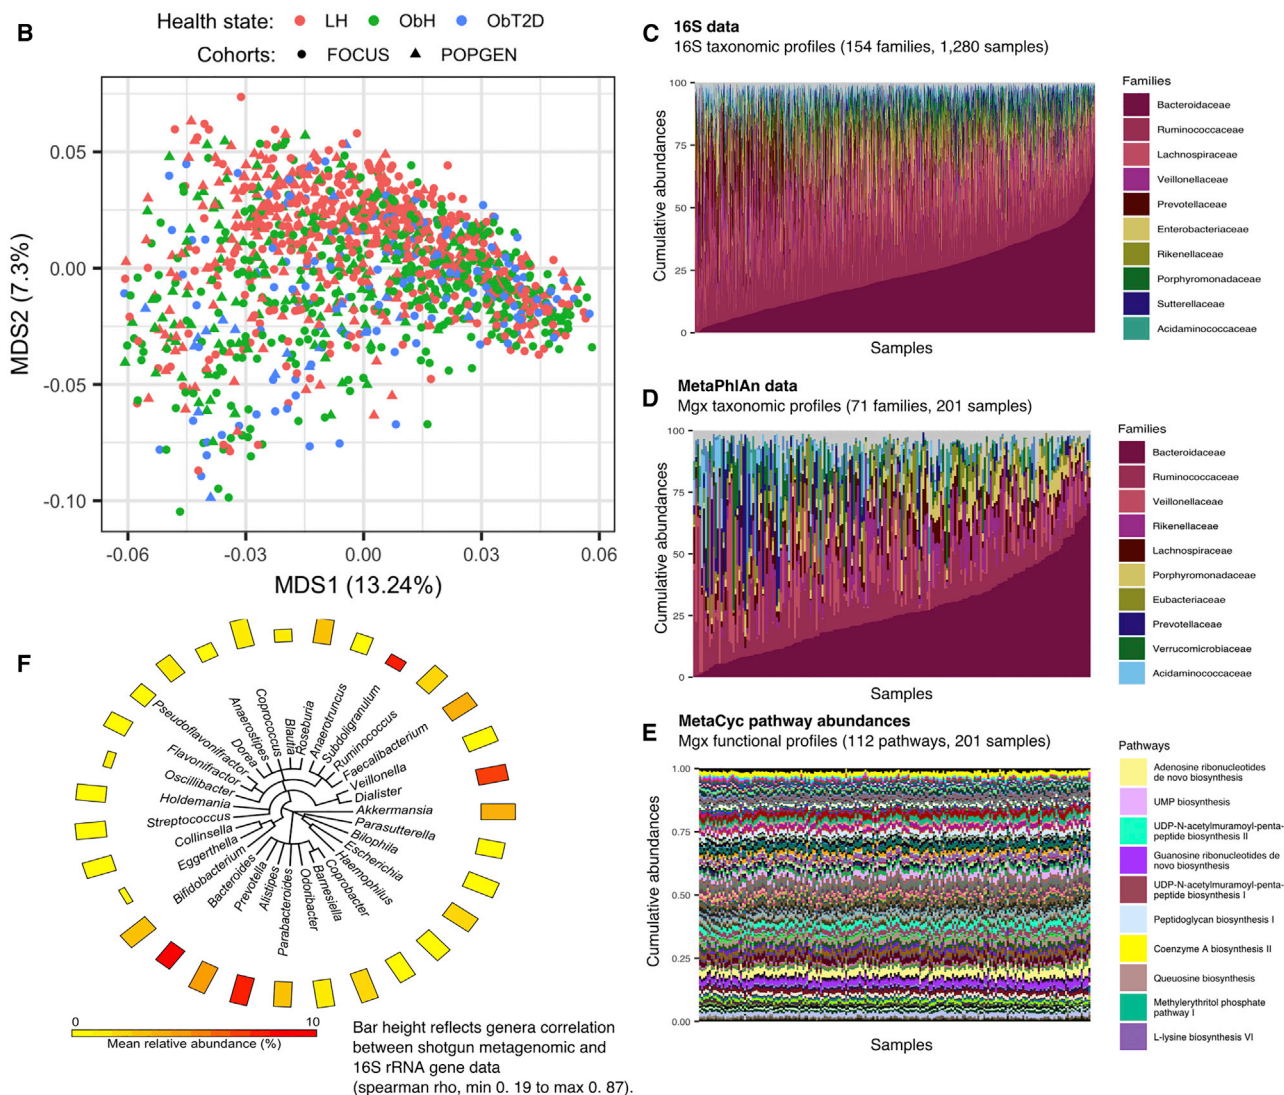 B
Health state: LH ObH ObT2D
Cohorts: FOCUS POPGEN
MDS2 (7.3%)
0.05
0.00
-0.05
-0.10
-0.06
-0.03
0.00
0.03
0.06
MDS1 (13.24%)
C
16S data
16S taxonomic profiles (154 families, 1,280 samples)
Cumulative abundances
100
75
50
25
0
Samples
Families
Bacteroidaceae
Ruminococcaceae
Lachnospiraceae
Veillonellaceae
Prevotellaceae
Enterobacteriaceae
Rikenellaceae
Porphyromonadaceae
Sutterellaceae
Acidaminococcaceae
D
MetaPhlAn data
Mgx taxonomic profiles (71 families, 201 samples)
Cumulative abundances
100
75
50
25
0
Samples
Families
Bacteroidaceae
Ruminococcaceae
Veillonellaceae
Rikenellaceae
Lachnospiraceae
Porphyromonadaceae
Eubacteriaceae
Prevotellaceae
Verrucomicrobiaceae
Acidaminococcaceae
E
MetaCyc pathway abundances
Mgx functional profiles (112 pathways, 201 samples)
Cumulative abundances
1.00
0.75
0.50
0.25
0.00
Samples
Pathways
Adenosine ribonucleotides
de novo biosynthesis
UMP biosynthesis
UDP-N-acetylmuramoyl-penta-
peptide biosynthesis II
Guanosine ribonucleotides de
novo biosynthesis
UDP-N-acetylmuramoyl-penta-
peptide biosynthesis I
Peptidoglycan biosynthesis I
Coenzyme A biosynthesis II
Queuosine biosynthesis
Methylerythritol phosphate
pathway I
L-lysine biosynthesis VI
F
Pseudoflavonifractor
Flavonifractor
Oscillibacter
Holdemania
Streptococcus
Collinsella
Eggerthella
Bifidobacterium
Bacteroides
Prevotella
Alistipes
Parabacteroides
Odoribacter
Barnesiella
Coprobacter
Haemophilus
Escherichia
Bilophila
Parasutterella
Akkermansia
Dialister
Veillonella
Faecalibacterium
Ruminococcus
Subdoligranulum
Anaerotruncus
Roseburia
Blautia
Coprococcus
Anaerostipes
Dorea
0
10
Mean relative abundance (%)
Bar height reflects genera correlation
between shotgun metagenomic and
16S rRNA gene data
(spearman rho, min 0. 19 to max 0. 87).